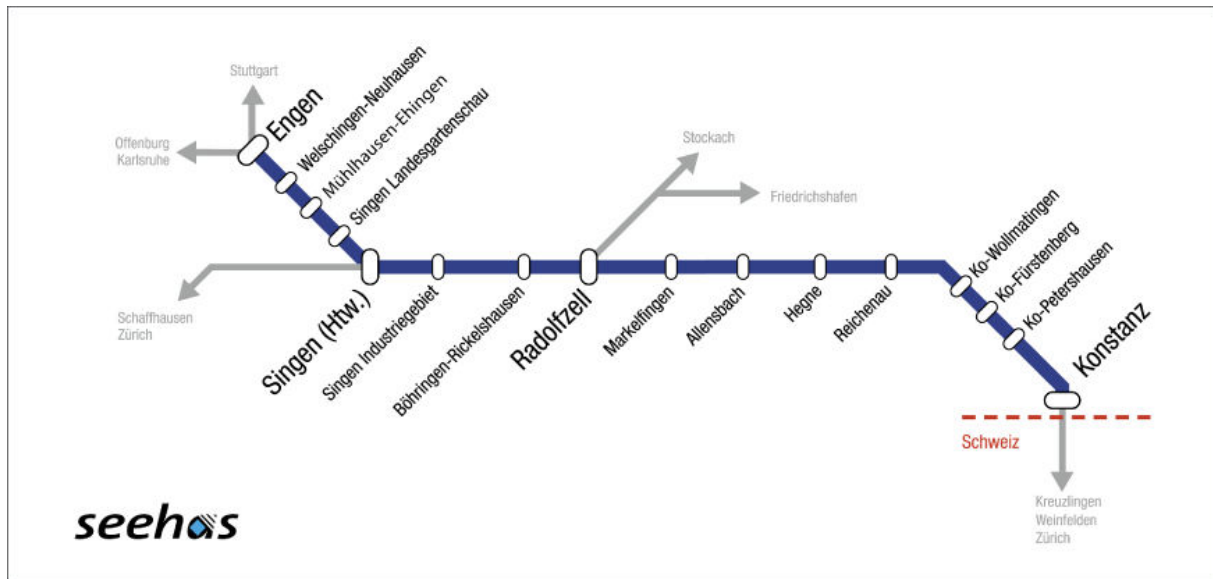 Stuttgart
Offenburg
Karlsruhe
Engen
Welschingen-Neuhausen
Mühlhausen-Ehingen
Singen Landesgartenschau
Schaffhausen
Zürich
Singen (Htw.)
Singen Industriegebiet
Böhringen-Rickelshausen
Radolfzell
Stockach
Friedrichshafen
Markelfingen
Allensbach
Hegne
Reichenau
Ko-Wollmatingen
Ko-Fürstenberg
Ko-Petershausen
Konstanz
Schweiz
Kreuzlingen
Weinfelden
Zürich
seehas